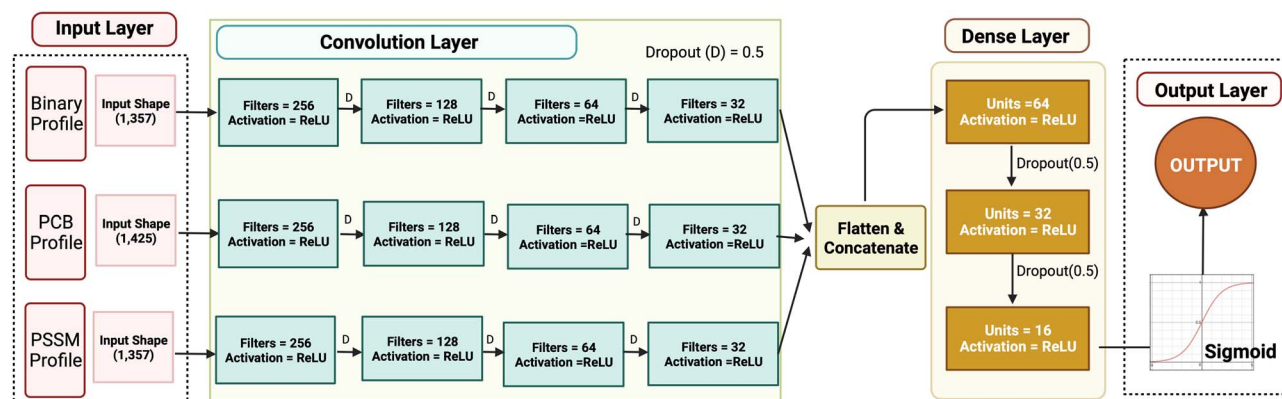 Input Layer
Convolution Layer
Dropout (D) = 0.5
Dense Layer
Output Layer
Binary
Profile
Input Shape
(1,357)
Filters = 256
Activation = ReLU
D
Filters = 128
Activation = ReLU
D
Filters = 64
Activation =ReLU
D
Filters = 32
Activation =ReLU
PCB
Profile
Input Shape
(1,425)
Filters = 256
Activation = ReLU
D
Filters = 128
Activation = ReLU
D
Filters = 64
Activation =ReLU
D
Filters = 32
Activation =ReLU
PSSM
Profile
Input Shape
(1,357)
Filters = 256
Activation = ReLU
D
Filters = 128
Activation = ReLU
D
Filters = 64
Activation =ReLU
D
Filters = 32
Activation =ReLU
Flatten &
Concatenate
Units =64
Activation = ReLU
Dropout(0.5)
Units = 32
Activation = ReLU
Dropout(0.5)
Units = 16
Activation = ReLU
OUTPUT
Sigmoid